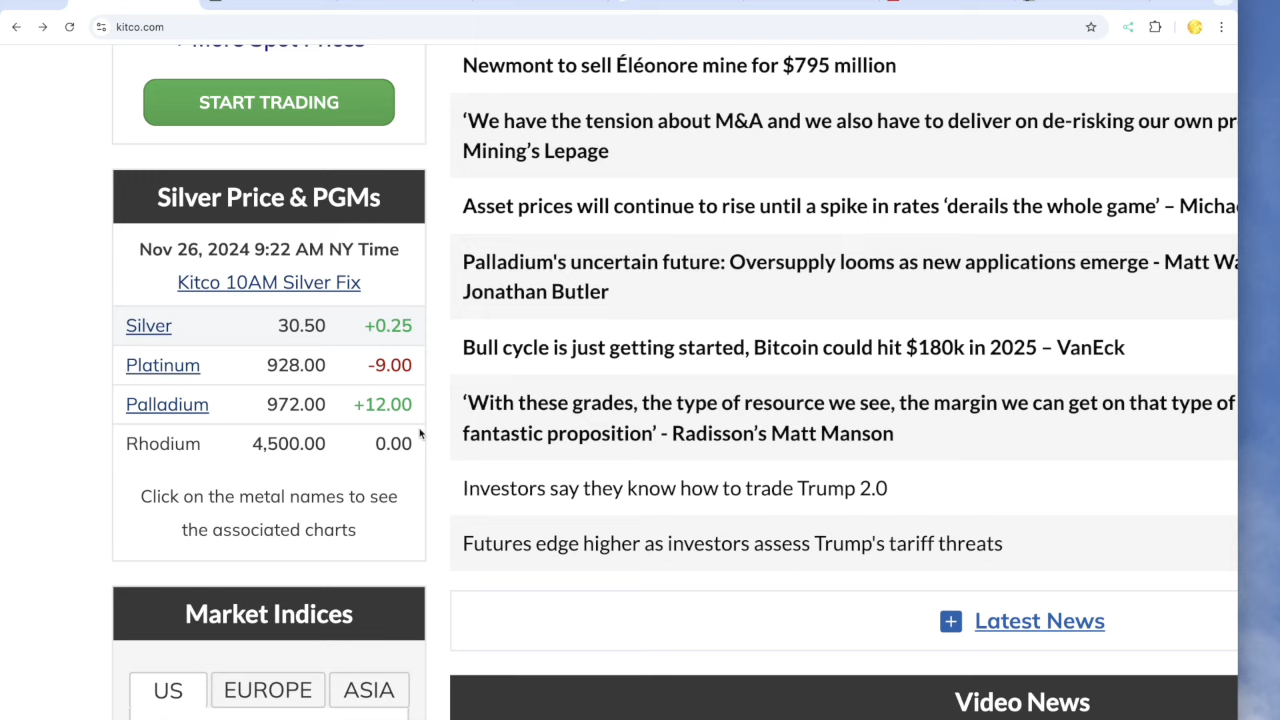 kitco.com
+ More Spot Prices
START TRADING
Silver Price & PGMs
Nov 26, 2024 9:22 AM NY Time
Kitco 10AM Silver Fix
Silver 30.50 +0.25
Platinum 928.00 -9.00
Palladium 972.00 +12.00
Rhodium 4,500.00 0.00
Click on the metal names to see
the associated charts
Market Indices
US EUROPE ASIA
Newmont to sell Éléonore mine for $795 million
‘We have the tension about M&A and we also have to deliver on de-risking our own pr
Mining’s Lepage
Asset prices will continue to rise until a spike in rates ‘derails the whole game’ – Micha
Palladium's uncertain future: Oversupply looms as new applications emerge - Matt Wa
Jonathan Butler
Bull cycle is just getting started, Bitcoin could hit $180k in 2025 – VanEck
‘With these grades, the type of resource we see, the margin we can get on that type of
fantastic proposition’ - Radisson’s Matt Manson
Investors say they know how to trade Trump 2.0
Futures edge higher as investors assess Trump's tariff threats
+ Latest News
Video News